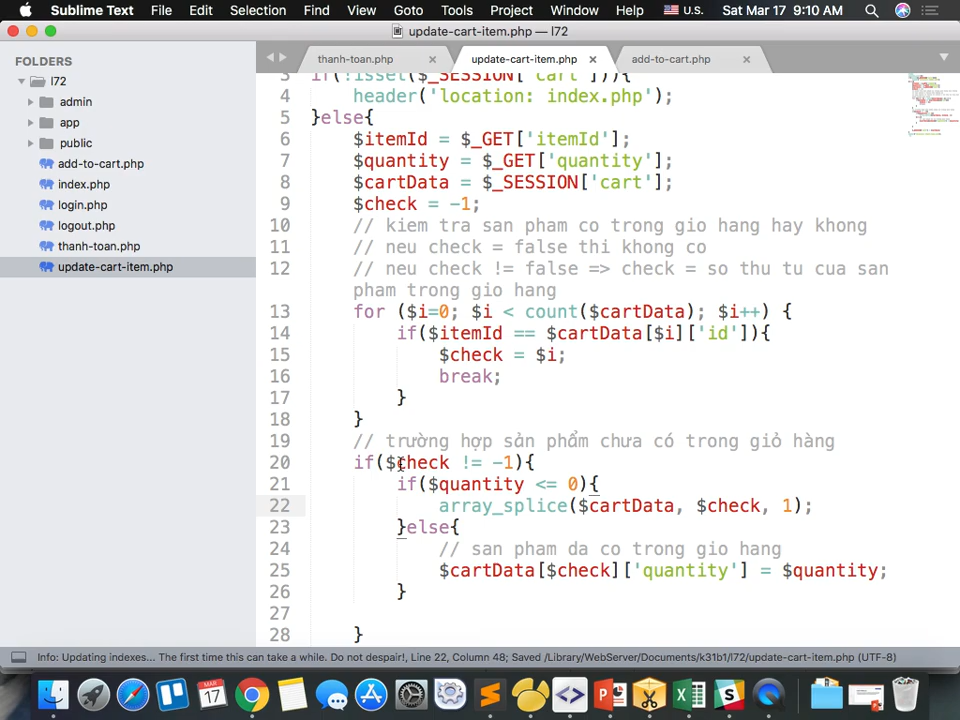 Sublime Text File Edit Selection Find View Goto Tools Project Window Help U.S. Sat Mar 17 9:10 AM
update-cart-item.php — l72
FOLDERS
l72
admin
app
public
add-to-cart.php
index.php
login.php
logout.php
thanh-toan.php
update-cart-item.php
thanh-toan.php × update-cart-item.php × add-to-cart.php ×
3 if(!isset($_SESSION['cart'])){
4 header('location: index.php');
5 }else{
6 $itemId = $_GET['itemId'];
7 $quantity = $_GET['quantity'];
8 $cartData = $_SESSION['cart'];
9 $check = -1;
10 // kiem tra san pham co trong gio hang hay khong
11 // neu check = false thi khong co
12 // neu check != false => check = so thu tu cua san
pham trong gio hang
13 for ($i=0; $i < count($cartData); $i++) {
14 if($itemId == $cartData[$i]['id']){
15 $check = $i;
16 break;
17 }
18 }
19 // trường hợp sản phẩm chưa có trong giỏ hàng
20 if($check != -1){
21 if($quantity <= 0){
22 array_splice($cartData, $check, 1);
23 }else{
24 // san pham da co trong gio hang
25 $cartData[$check]['quantity'] = $quantity;
26 }
27
28 }
Info: Updating indexes... The first time this can take a while. Do not despair!, Line 22, Column 48; Saved /Library/WebServer/Documents/k31b1/l72/update-cart-item.php (UTF-8)
MAR
17